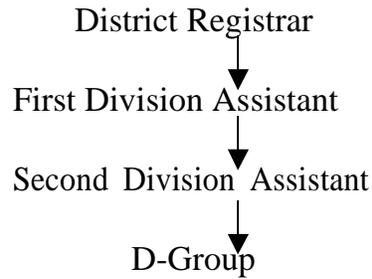 District Registrar
First Division Assistant
Second Division Assistant
D-Group